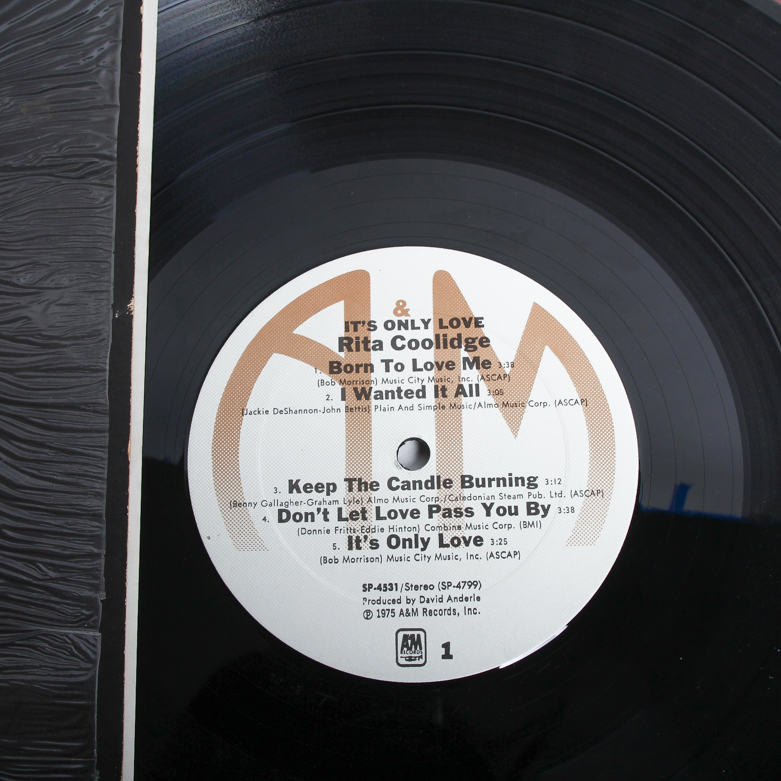 A & M
IT'S ONLY LOVE
Rita Coolidge
1. Born To Love Me 3:38
(Bob Morrison) Music City Music, Inc. (ASCAP)
2. I Wanted It All 3:05
(Jackie DeShannon-John Bettis) Plain And Simple Music/Almo Music Corp. (ASCAP)
3. Keep The Candle Burning 3:12
(Benny Gallagher-Graham Lyle) Almo Music Corp./Caledonian Steam Pub. Ltd. (ASCAP)
4. Don't Let Love Pass You By 3:38
(Donnie Fritts-Eddie Hinton) Combine Music Corp. (BMI)
5. It's Only Love 3:25
(Bob Morrison) Music City Music, Inc. (ASCAP)
SP-4531/Stereo (SP-4799)
Produced by David Anderle
℗ 1975 A&M Records, Inc.
A&M
RECORDS
1